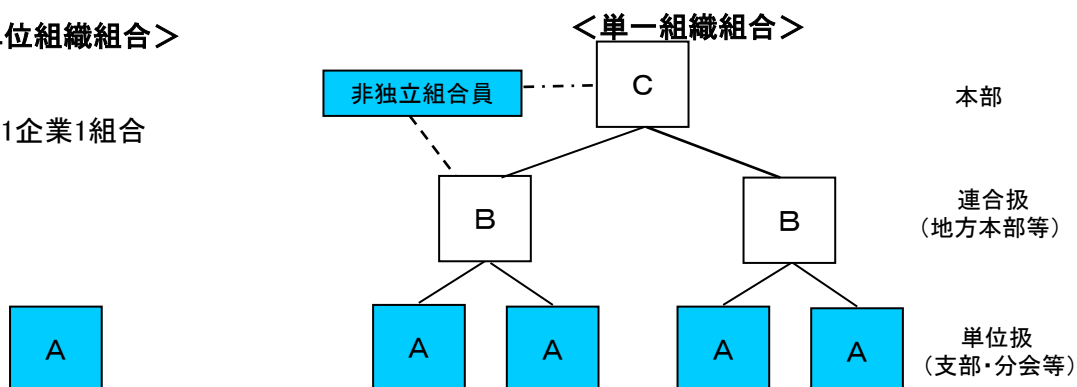 位組織組合＞
1企業1組合
A
＜単一組織組合＞
非独立組合員
C
本部
B
B
連合扱
（地方本部等）
A
A
A
A
単位扱
（支部・分会等）